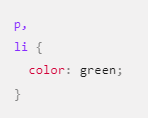 p,
li {
  color: green;
}